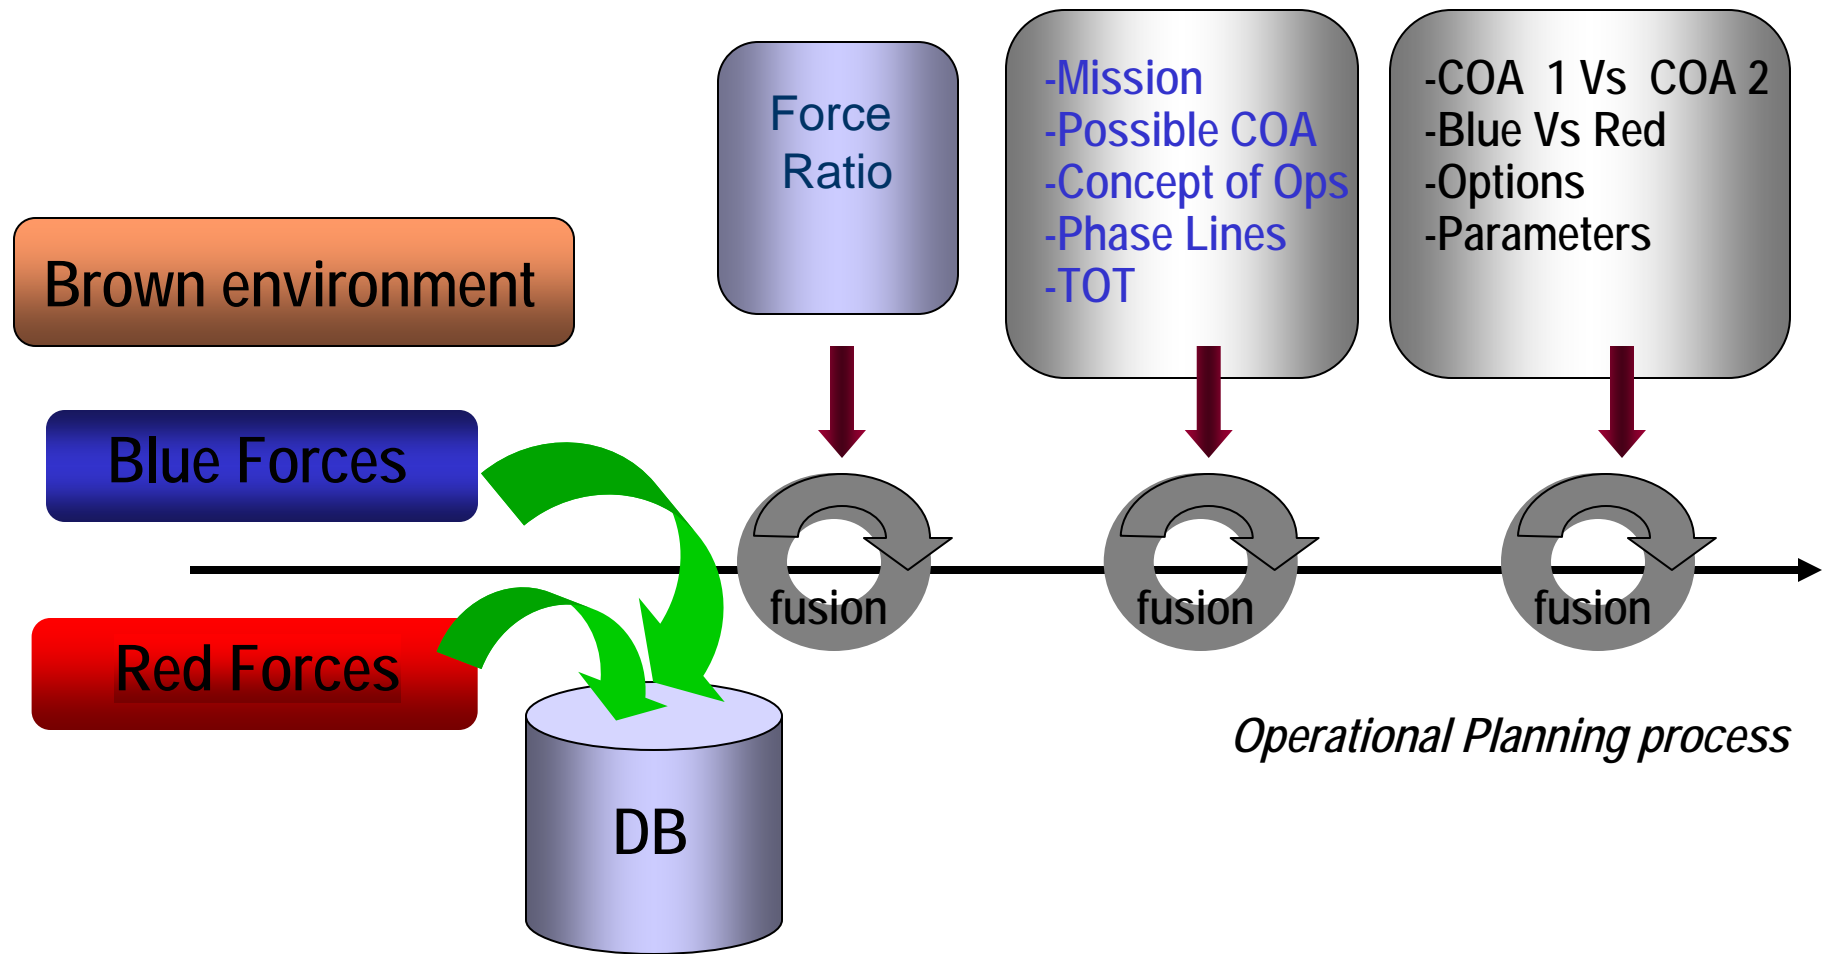 Force
Ratio
-Mission
-Possible COA
-Concept of Ops
-Phase Lines
-TOT
-COA 1 Vs COA 2
-Blue Vs Red
-Options
-Parameters
Brown environment
Blue Forces
Red Forces
fusion
fusion
fusion
Operational Planning process
DB